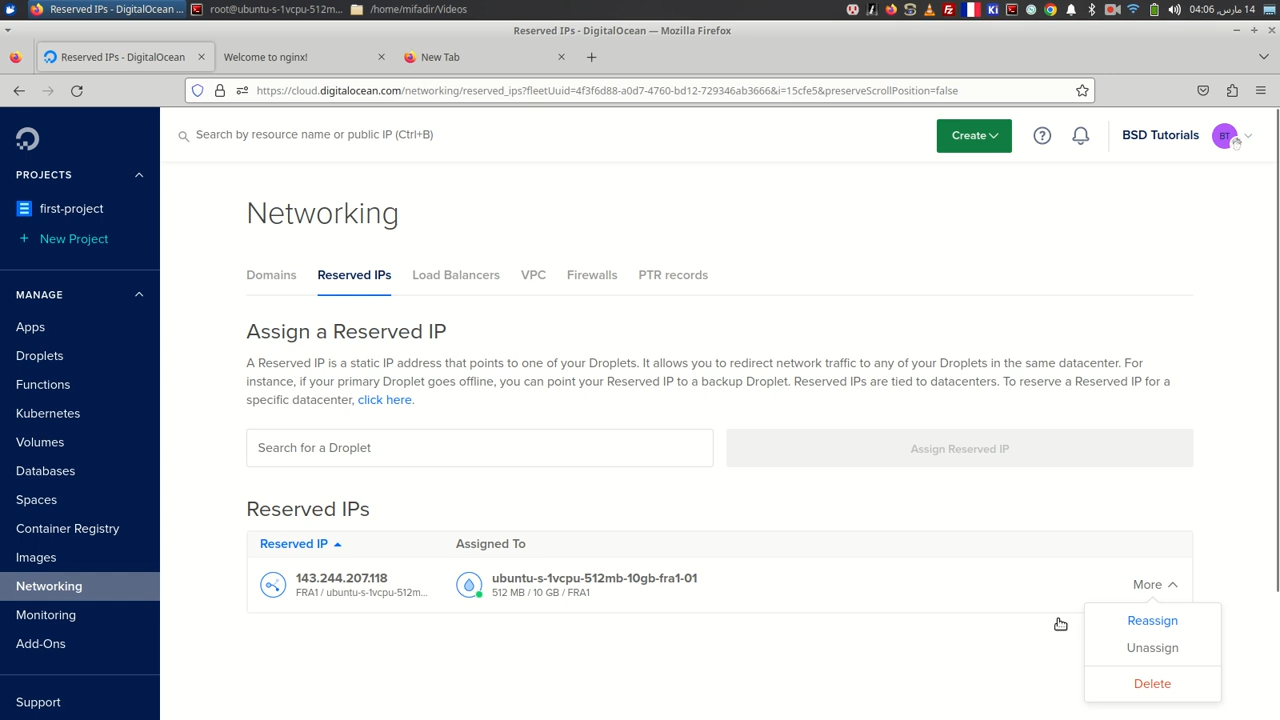 Reserved IPs - DigitalOcean ...
root@ubuntu-s-1vcpu-512m...
/home/mifadir/Videos
Ki
14 مارس, 04:06
Reserved IPs - DigitalOcean — Mozilla Firefox
Reserved IPs - DigitalOcean
Welcome to nginx!
New Tab
https://cloud.digitalocean.com/networking/reserved_ips?fleetUuid=4f3f6d88-a0d7-4760-bd12-729346ab3666&i=15cfe5&preserveScrollPosition=false
Search by resource name or public IP (Ctrl+B)
Create
BSD Tutorials
BT
PROJECTS
first-project
+ New Project
MANAGE
Apps
Droplets
Functions
Kubernetes
Volumes
Databases
Spaces
Container Registry
Images
Networking
Monitoring
Add-Ons
Support
Networking
Domains
Reserved IPs
Load Balancers
VPC
Firewalls
PTR records
Assign a Reserved IP
A Reserved IP is a static IP address that points to one of your Droplets. It allows you to redirect network traffic to any of your Droplets in the same datacenter. For
instance, if your primary Droplet goes offline, you can point your Reserved IP to a backup Droplet. Reserved IPs are tied to datacenters. To reserve a Reserved IP for a
specific datacenter, click here.
Search for a Droplet
Assign Reserved IP
Reserved IPs
Reserved IP
Assigned To
143.244.207.118
FRA1 / ubuntu-s-1vcpu-512m...
ubuntu-s-1vcpu-512mb-10gb-fra1-01
512 MB / 10 GB / FRA1
More
Reassign
Unassign
Delete